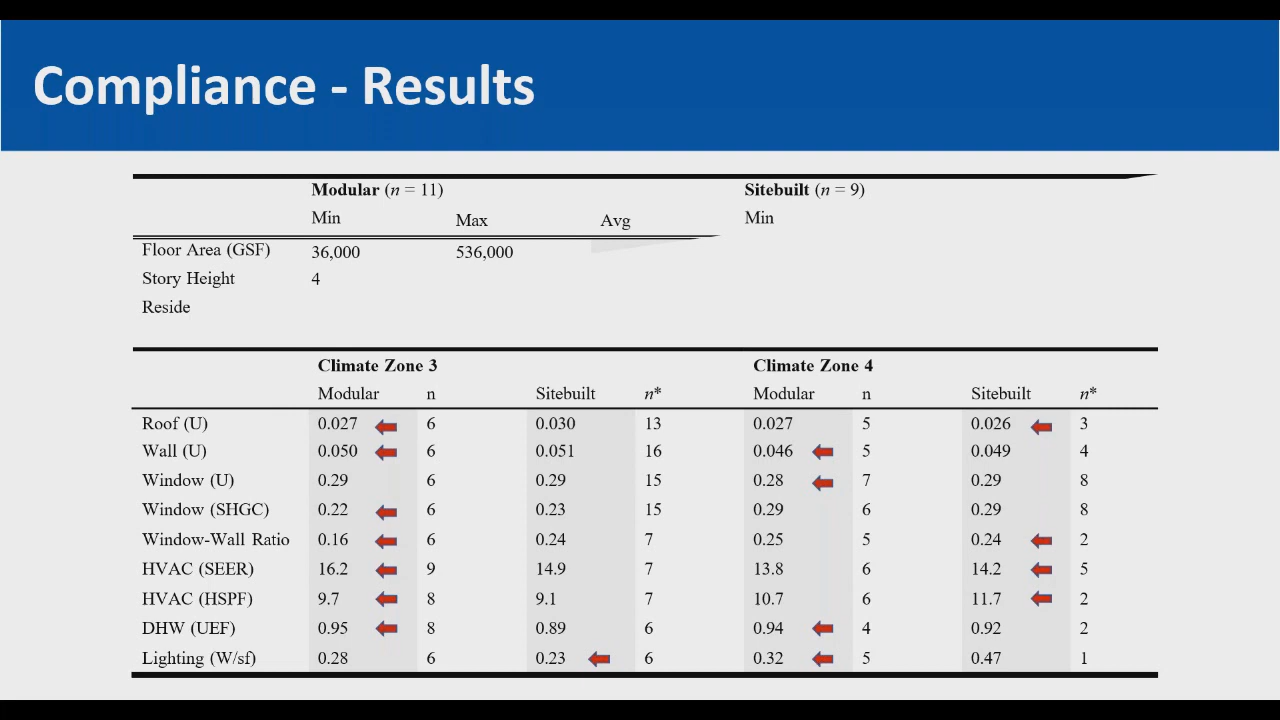 Compliance - Results
Modular (n = 11) Sitebuilt (n = 9)
Min Max Avg Min
Floor Area (GSF) 36,000 536,000
Story Height 4
Reside
Climate Zone 3 Climate Zone 4
Modular n Sitebuilt n* Modular n Sitebuilt n*
Roof (U) 0.027 6 0.030 13 0.027 5 0.026 3
Wall (U) 0.050 6 0.051 16 0.046 5 0.049 4
Window (U) 0.29 6 0.29 15 0.28 7 0.29 8
Window (SHGC) 0.22 6 0.23 15 0.29 6 0.29 8
Window-Wall Ratio 0.16 6 0.24 7 0.25 5 0.24 2
HVAC (SEER) 16.2 9 14.9 7 13.8 6 14.2 5
HVAC (HSPF) 9.7 8 9.1 7 10.7 6 11.7 2
DHW (UEF) 0.95 8 0.89 6 0.94 4 0.92 2
Lighting (W/sf) 0.28 6 0.23 6 0.32 5 0.47 1